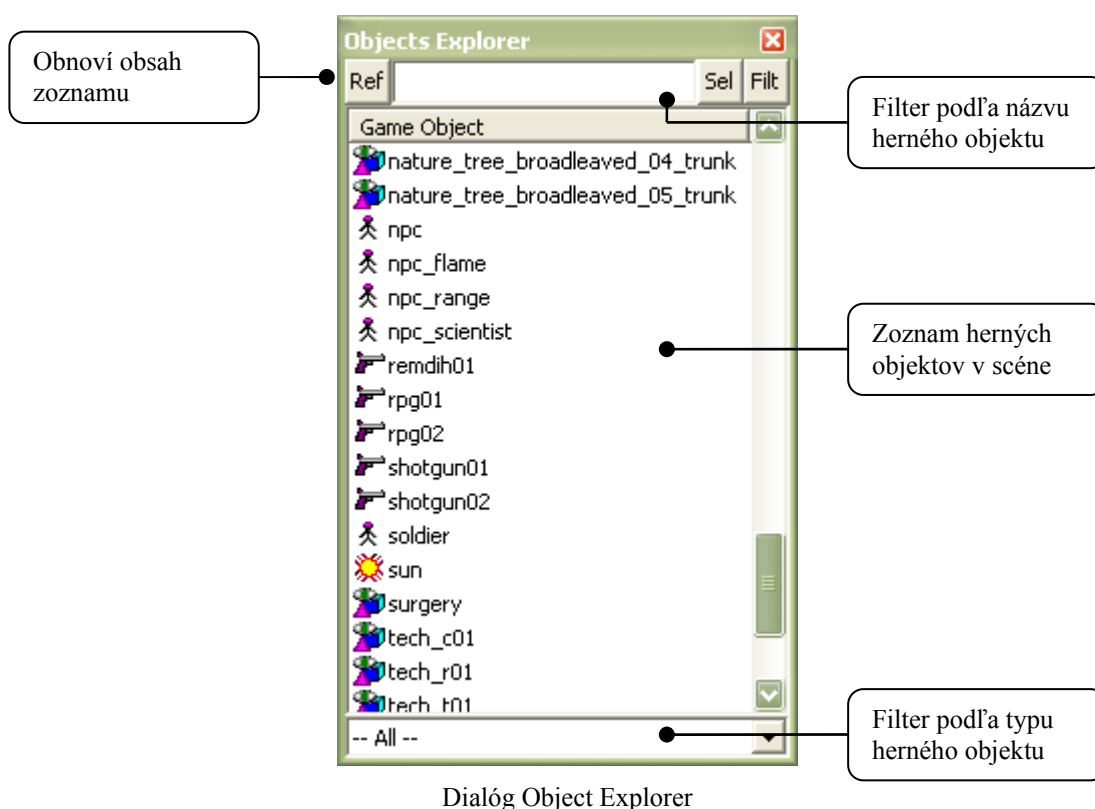 Objects Explorer
Obnoví obsah
zoznamu
Ref
Sel
Filt
Filter podľa názvu
herného objektu
Game Object
nature_tree_broadleaved_04_trunk
nature_tree_broadleaved_05_trunk
npc
npc_flame
npc_range
npc_scientist
Zoznam herných
objektov v scéne
remdih01
rpg01
rpg02
shotgun01
shotgun02
soldier
sun
surgery
tech_c01
tech_r01
tech_t01
Filter podľa typu
herného objektu
-- All --
Dialóg Object Explorer